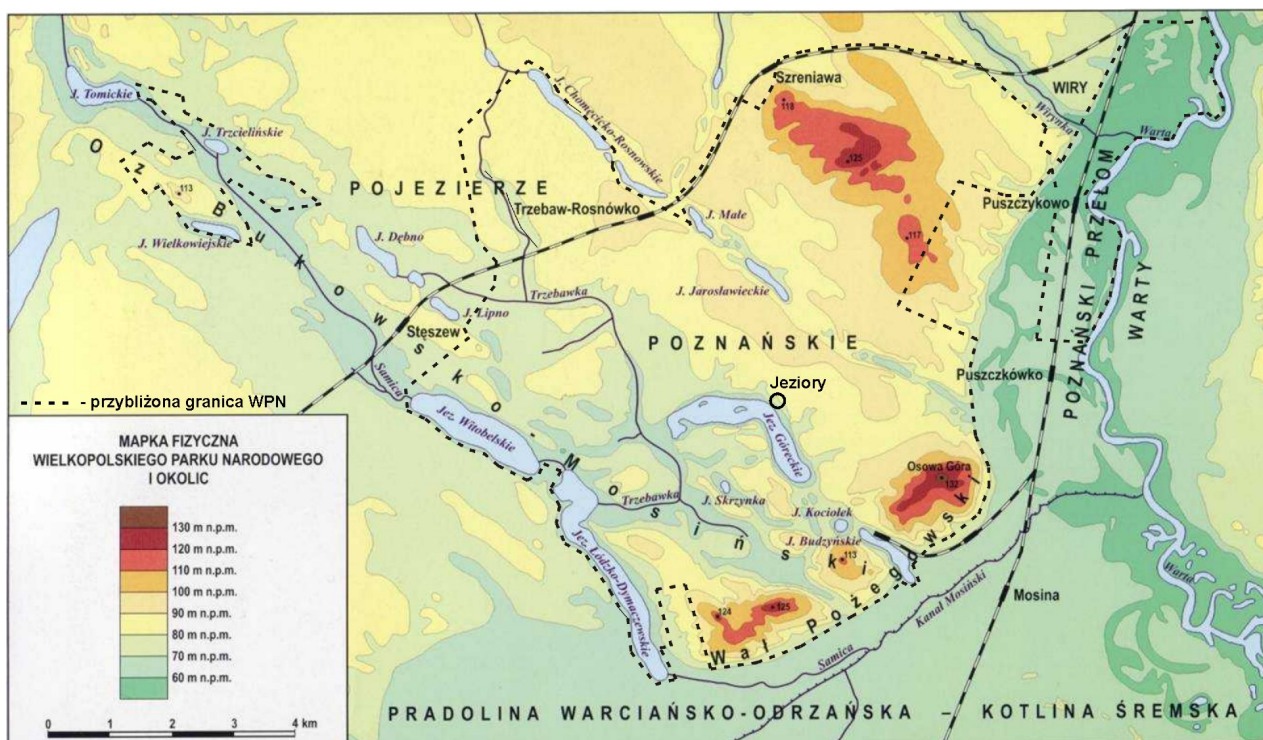 Szreniawa
WIRY
J. Tomickie
J. Chomęcicko-Rosnowskie
118
Wirynka
Warta
J. Trzcielińskie
125
113
POJEZIERZE
Trzebaw-Rosnówko
Puszczykowo
J. Małe
117
J. Wielkowiejskie
J. Dębno
J. Jarosławieckie
Trzebawka
J. Lipno
Stęszew
POZNAŃSKIE
POZNAŃSKI PRZEŁOM
WARTY
Samica
Puszczkówko
Jeziory
- przybliżona granica WPN
Jez. Witobelskie
Jez. Góreckie
Ozy Bukowsko-Mosińskie
MAPKA FIZYCZNA
WIELKOPOLSKIEGO PARKU NARODOWEGO
I OKOLIC
Osowa Góra
132
Trzebawka
J. Skrzynka
J. Kociołek
J. Budzyńskie
113
Jez. Łódzko-Dymaczewskie
130 m n.p.m.
120 m n.p.m.
110 m n.p.m.
100 m n.p.m.
90 m n.p.m.
80 m n.p.m.
70 m n.p.m.
60 m n.p.m.
124
125
Wał Pożegowski
Kanał Mosiński
Mosina
Warta
Samica
0 1 2 3 4 km
PRADOLINA WARCIAŃSKO-ODRZAŃSKA – KOTLINA ŚREMSKA